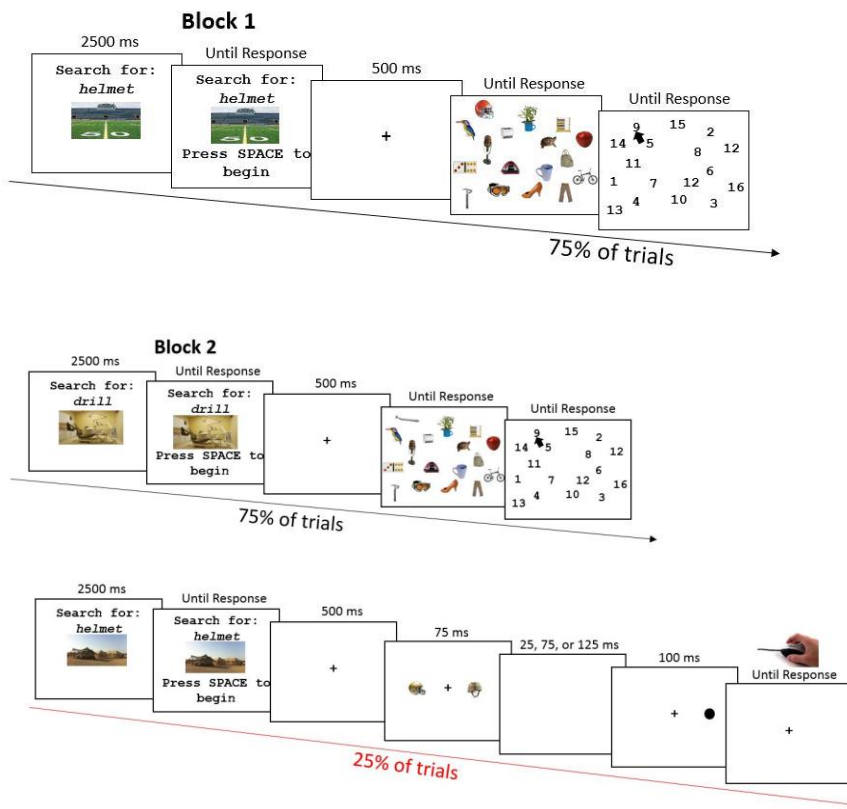 Block 1
2500 ms
Until Response
500 ms
Until Response
Until Response
Search for:
helmet
5 0
Search for:
helmet
5 0
Press SPACE to
begin
+
9
15
2
14
5
8
12
11
6
1
7
12
16
4
10
3
13
75% of trials
Block 2
2500 ms
Until Response
500 ms
Until Response
Until Response
Search for:
drill
Search for:
drill
Press SPACE to
begin
+
9
15
2
14
5
8
12
11
6
1
7
12
16
4
10
3
13
75% of trials
2500 ms
Until Response
500 ms
75 ms
25, 75, or 125 ms
100 ms
Until Response
Search for:
helmet
Search for:
helmet
Press SPACE to
begin
+
+
+
+
25% of trials